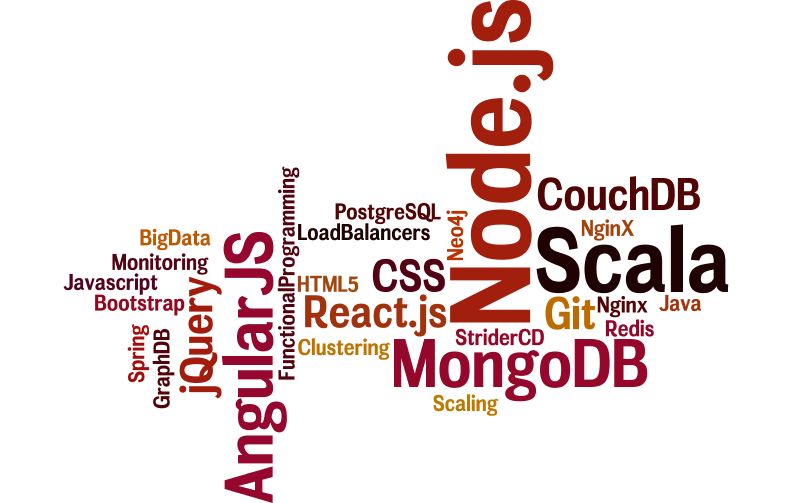 Node.js
CouchDB
PostgreSQL
Neo4j
NginX
BigData
LoadBalancers
Scala
Monitoring
AngularJS
FunctionalProgramming
Javascript
HTML5
CSS
Bootstrap
jQuery
React.js
Git
Nginx
Java
Redis
Spring
GraphDB
Clustering
StriderCD
MongoDB
Scaling